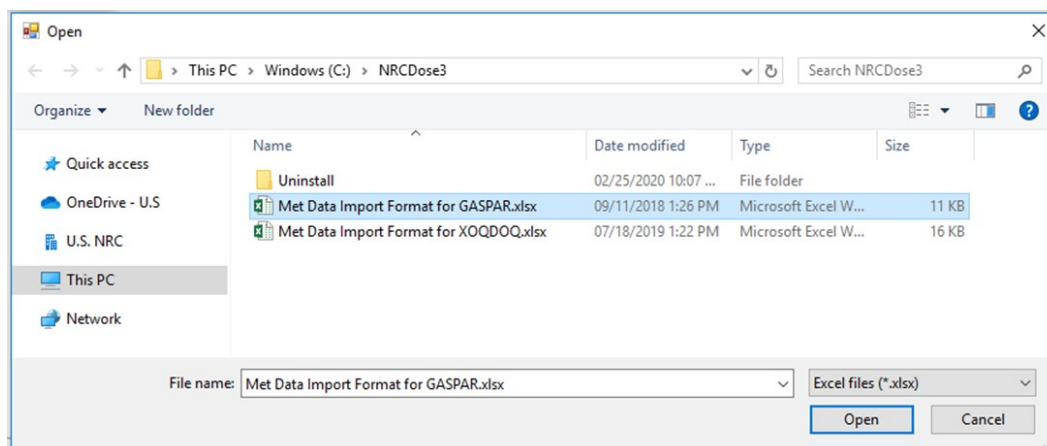 Open
This PC > Windows (C:) > NRCDose3
Search NRCDose3
Organize
New folder
Name Date modified Type Size
Quick access
OneDrive - U.S
U.S. NRC
This PC
Network
Uninstall 02/25/2020 10:07 ... File folder
Met Data Import Format for GASPAR.xlsx 09/11/2018 1:26 PM Microsoft Excel W... 11 KB
Met Data Import Format for XOQDOQ.xlsx 07/18/2019 1:22 PM Microsoft Excel W... 16 KB
File name: Met Data Import Format for GASPAR.xlsx Excel files (*.xlsx)
Open Cancel